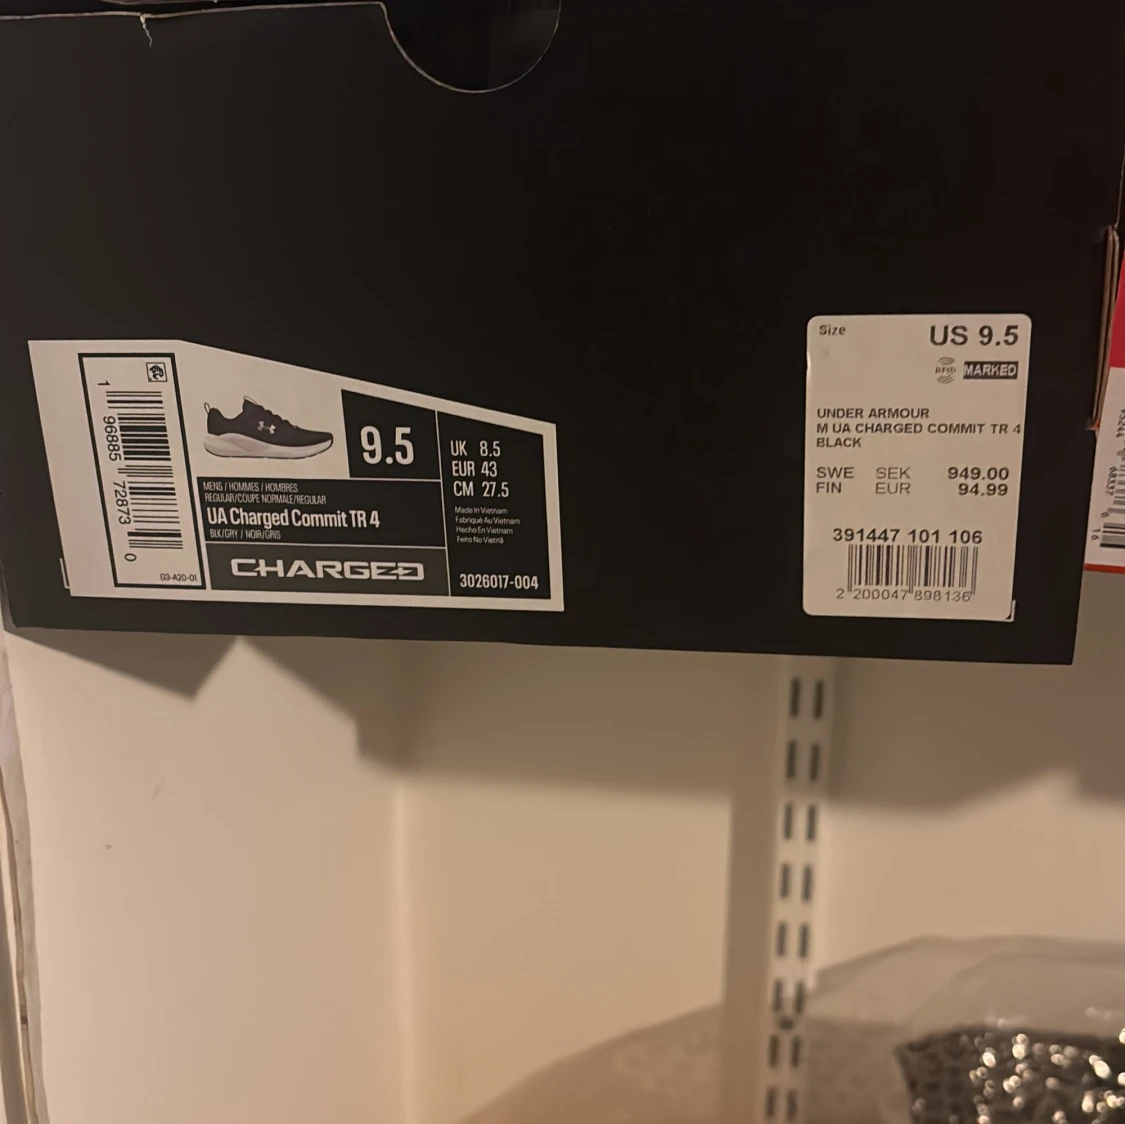 1 96885 72873 0
03-A20-01
9.5
UK 8.5
EUR 43
CM 27.5
MENS / HOMMES / HOMBRES
REGULAR/COUPE NORMALE/REGULAR
UA Charged Commit TR 4
BLK/GRY / NOIR/GRIS
Made In Vietnam
Fabriqué Au Vietnam
Hecho En Vietnam
Feito No Vietnã
CHARGED
3026017-004
Size US 9.5
RFID MARKED
UNDER ARMOUR
M UA CHARGED COMMIT TR 4
BLACK
SWE SEK 949.00
FIN EUR 94.99
391447 101 106
2 200047 898136